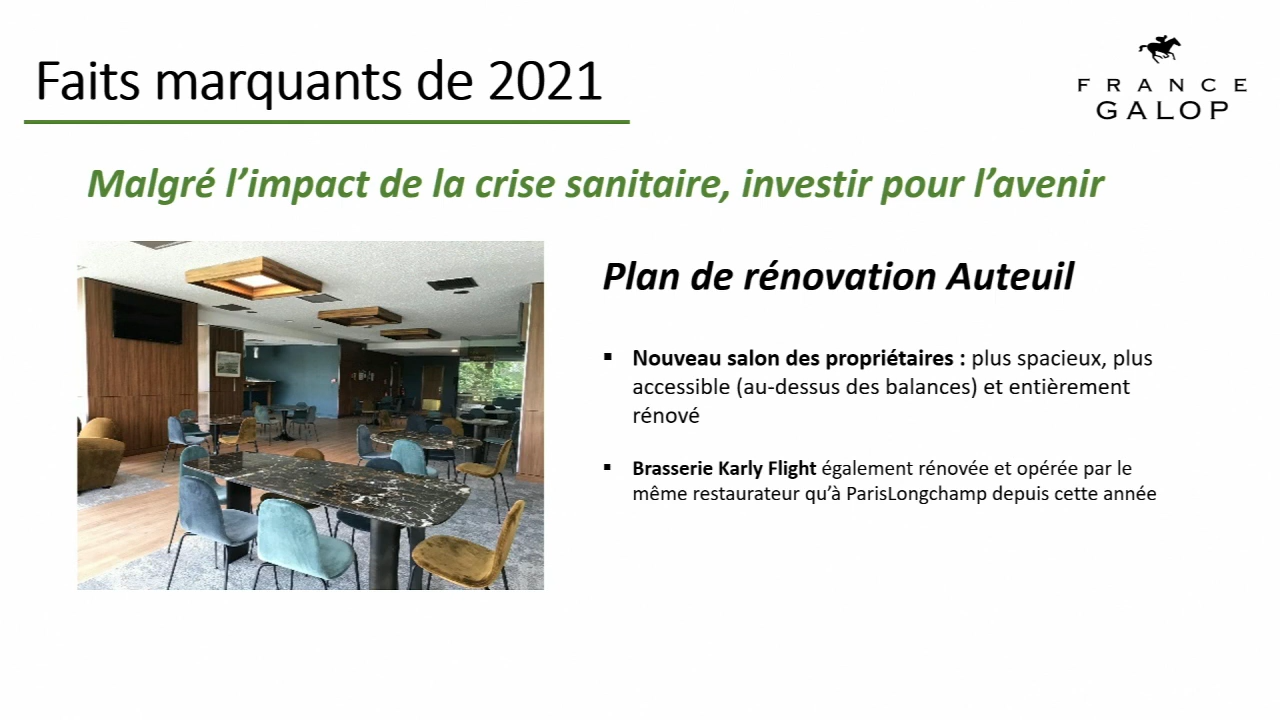 Faits marquants de 2021
FRANCE
GALOP
Malgré l’impact de la crise sanitaire, investir pour l’avenir
Plan de rénovation Auteuil
▪ Nouveau salon des propriétaires : plus spacieux, plus
accessible (au-dessus des balances) et entièrement
rénové
▪ Brasserie Karly Flight également rénovée et opérée par le
même restaurateur qu’à ParisLongchamp depuis cette année